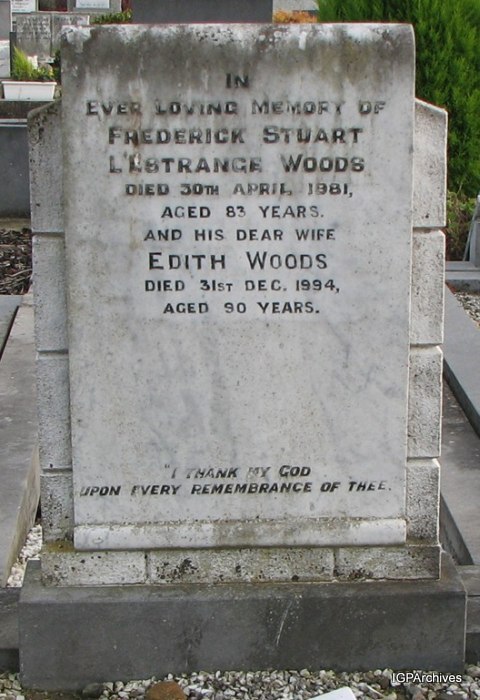 IN
EVER LOVING MEMORY OF
FREDERICK STUART
L'ESTRANGE WOODS
DIED 30TH APRIL, 1981,
AGED 83 YEARS.
AND HIS DEAR WIFE
EDITH WOODS
DIED 31ST DEC. 1994,
AGED 90 YEARS.
"I THANK MY GOD
UPON EVERY REMEMBRANCE OF THEE.
IGPArchives